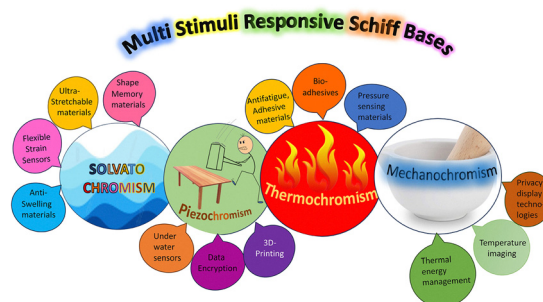 Multi Stimuli Responsive Schiff Bases
Ultra-
Stretchable
materials
Shape
Memory
materials
Flexible
Strain
Sensors
Anti-
Swelling
materials
SOLVATO
CHROMISM
Antifatigue,
Adhesive
materials
Bio-
adhesives
Pressure
sensing
materials
Piezochromism
Thermochromism
Mechanochromism
Under
water
sensors
Data
Encryption
3D-
Printing
Privacy
display
techno-
logies
Temperature
imaging
Thermal
energy
management